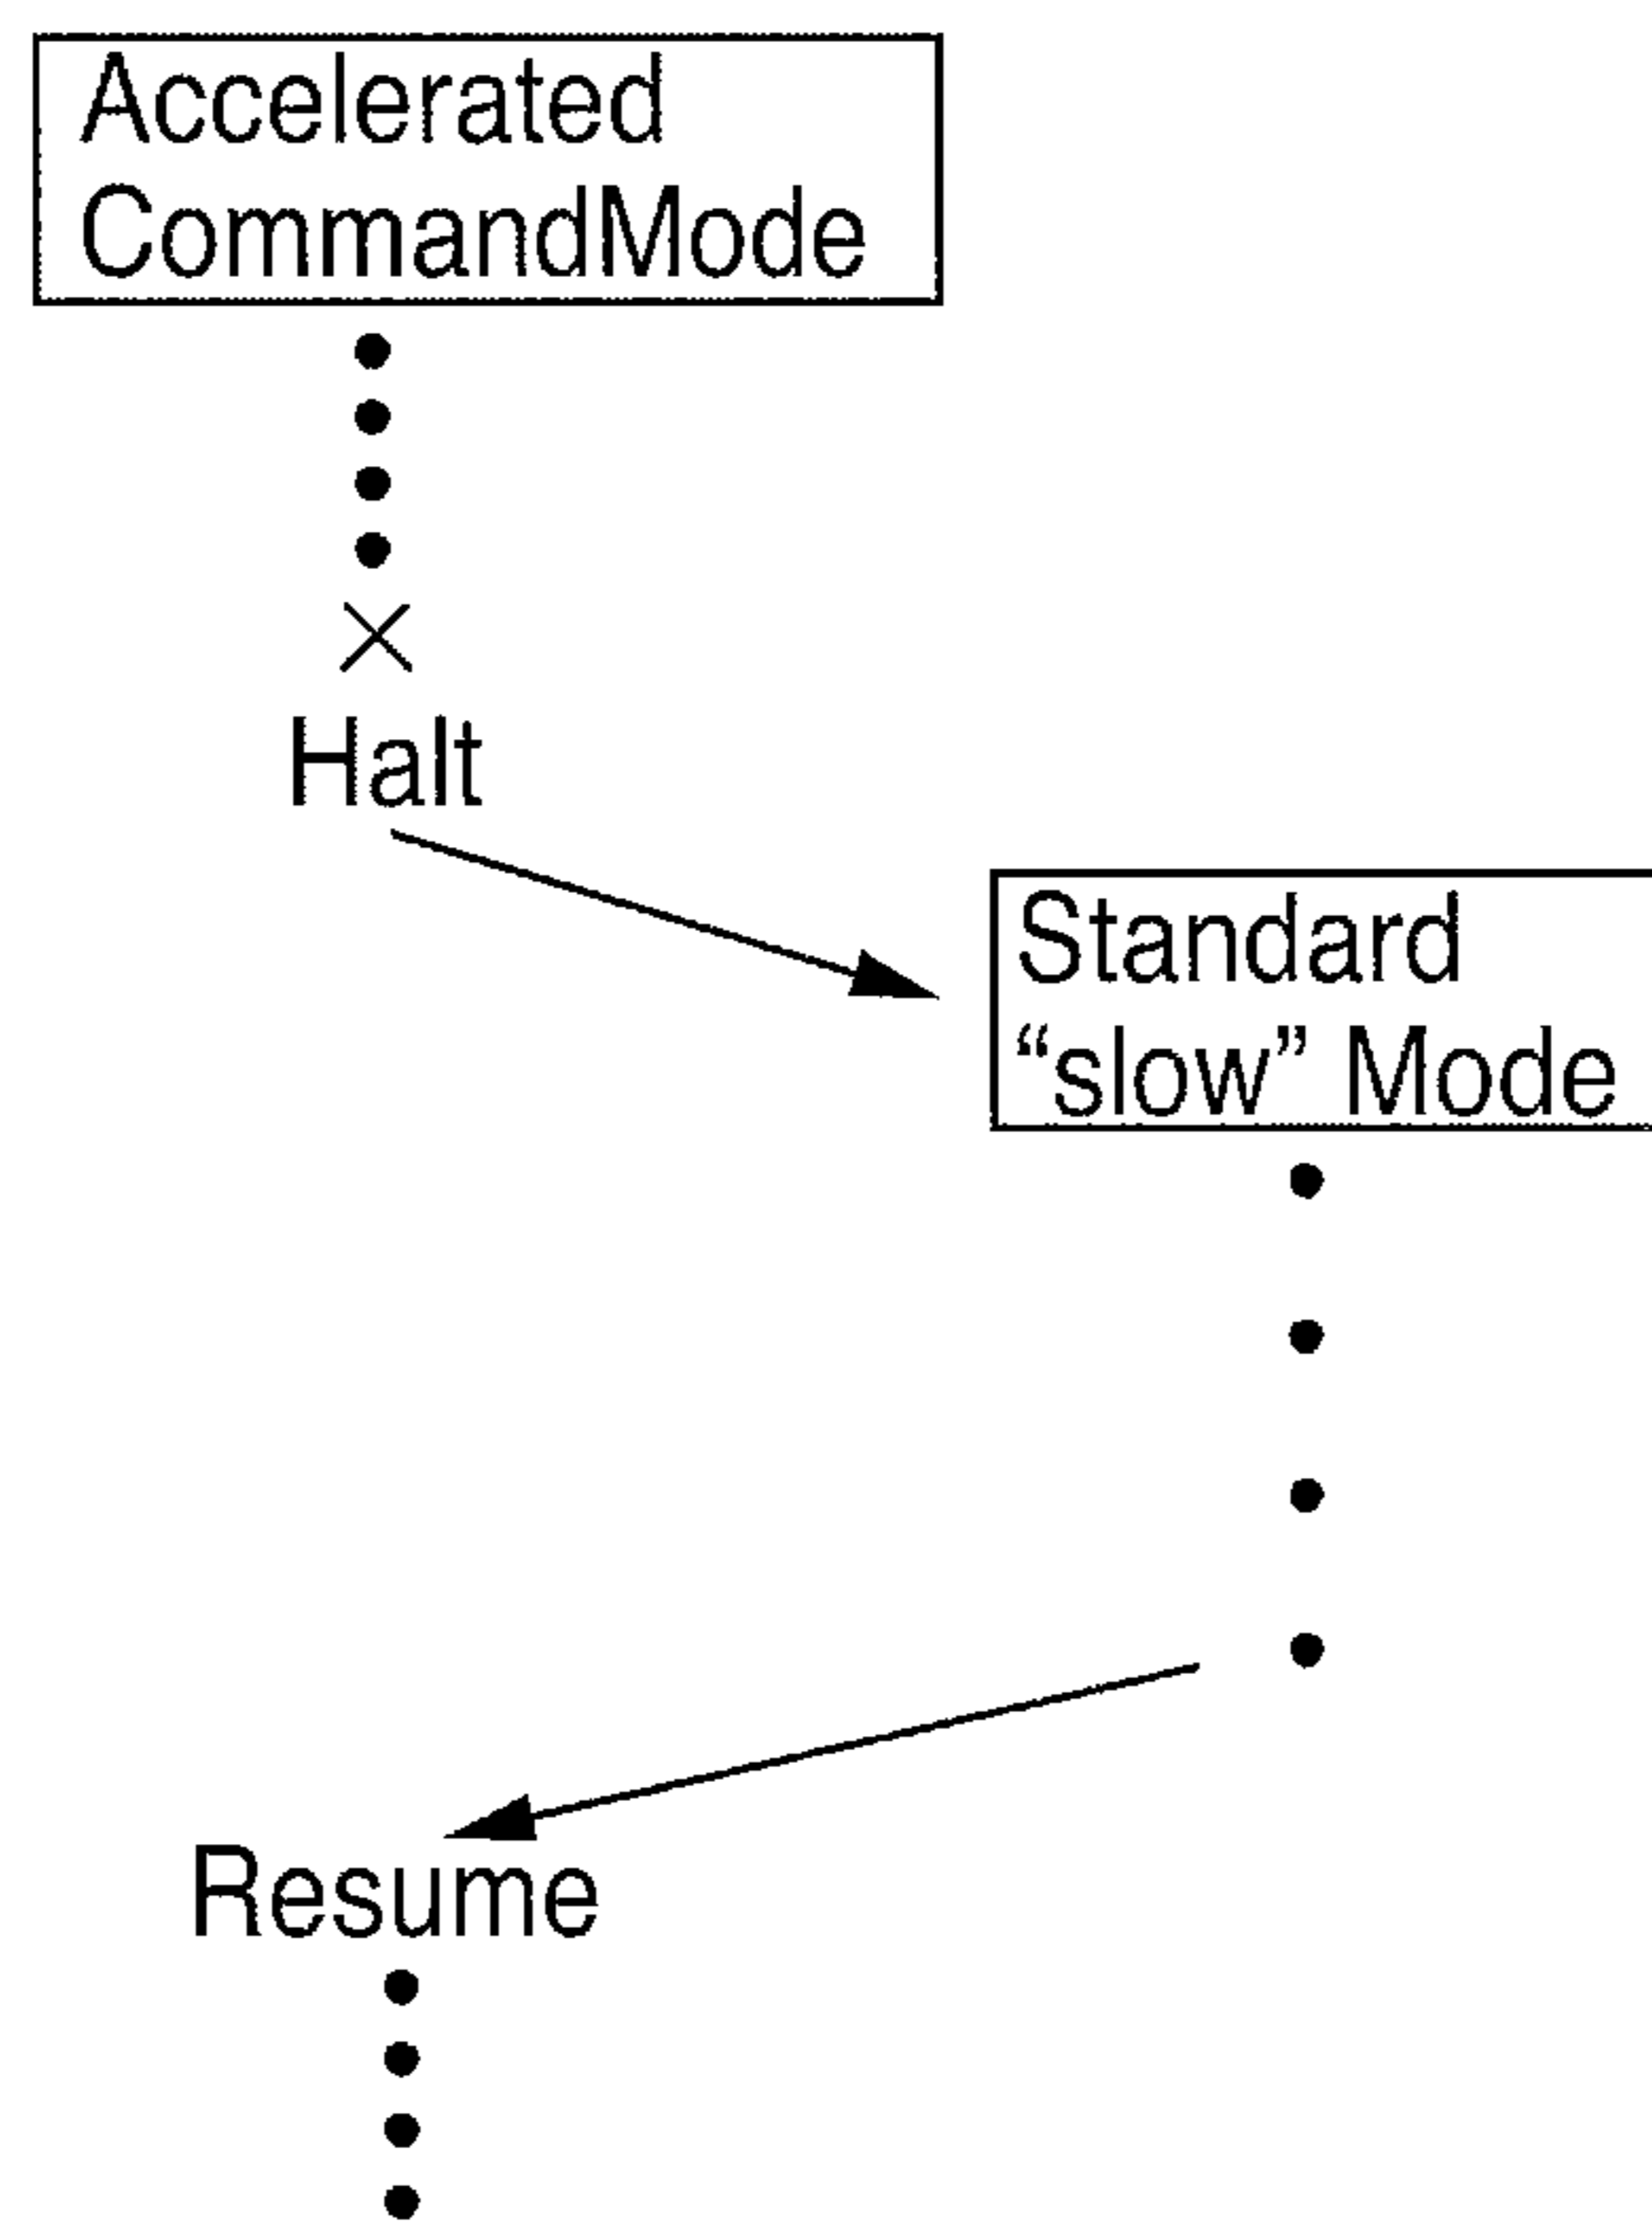 Accelerated
CommandMode
Halt
Standard
“slow” Mode
Resume